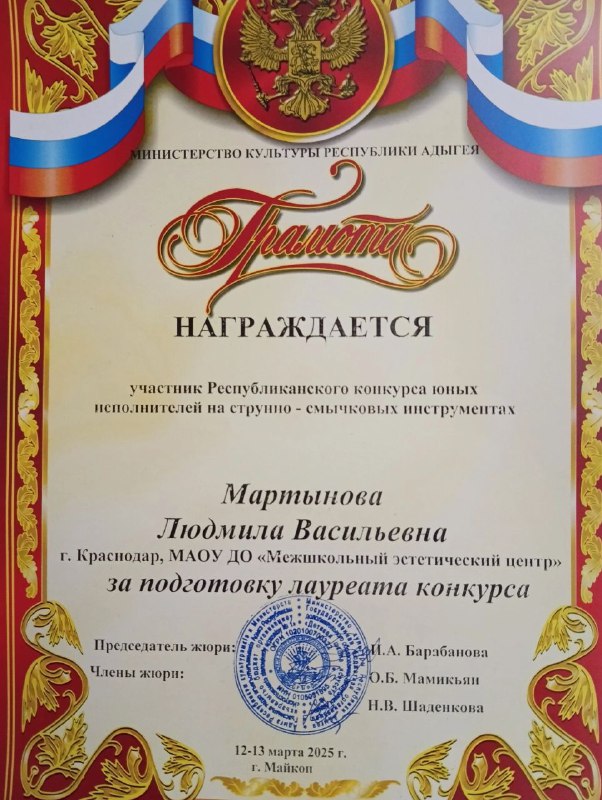 МИНИСТЕРСТВО КУЛЬТУРЫ РЕСПУБЛИКИ АДЫГЕЯ
Грамота
НАГРАЖДАЕТСЯ
участник Республиканского конкурса юных
исполнителей на струнно - смычковых инструментах
Мартынова
Людмила Васильевна
г. Краснодар, МАОУ ДО «Межшкольный эстетический центр»
за подготовку лауреата конкурса
Председатель жюри:
И.А. Барабанова
Члены жюри:
О.Б. Мамикьян
Н.В. Шаденкова
12-13 марта 2025 г.
г. Майкоп